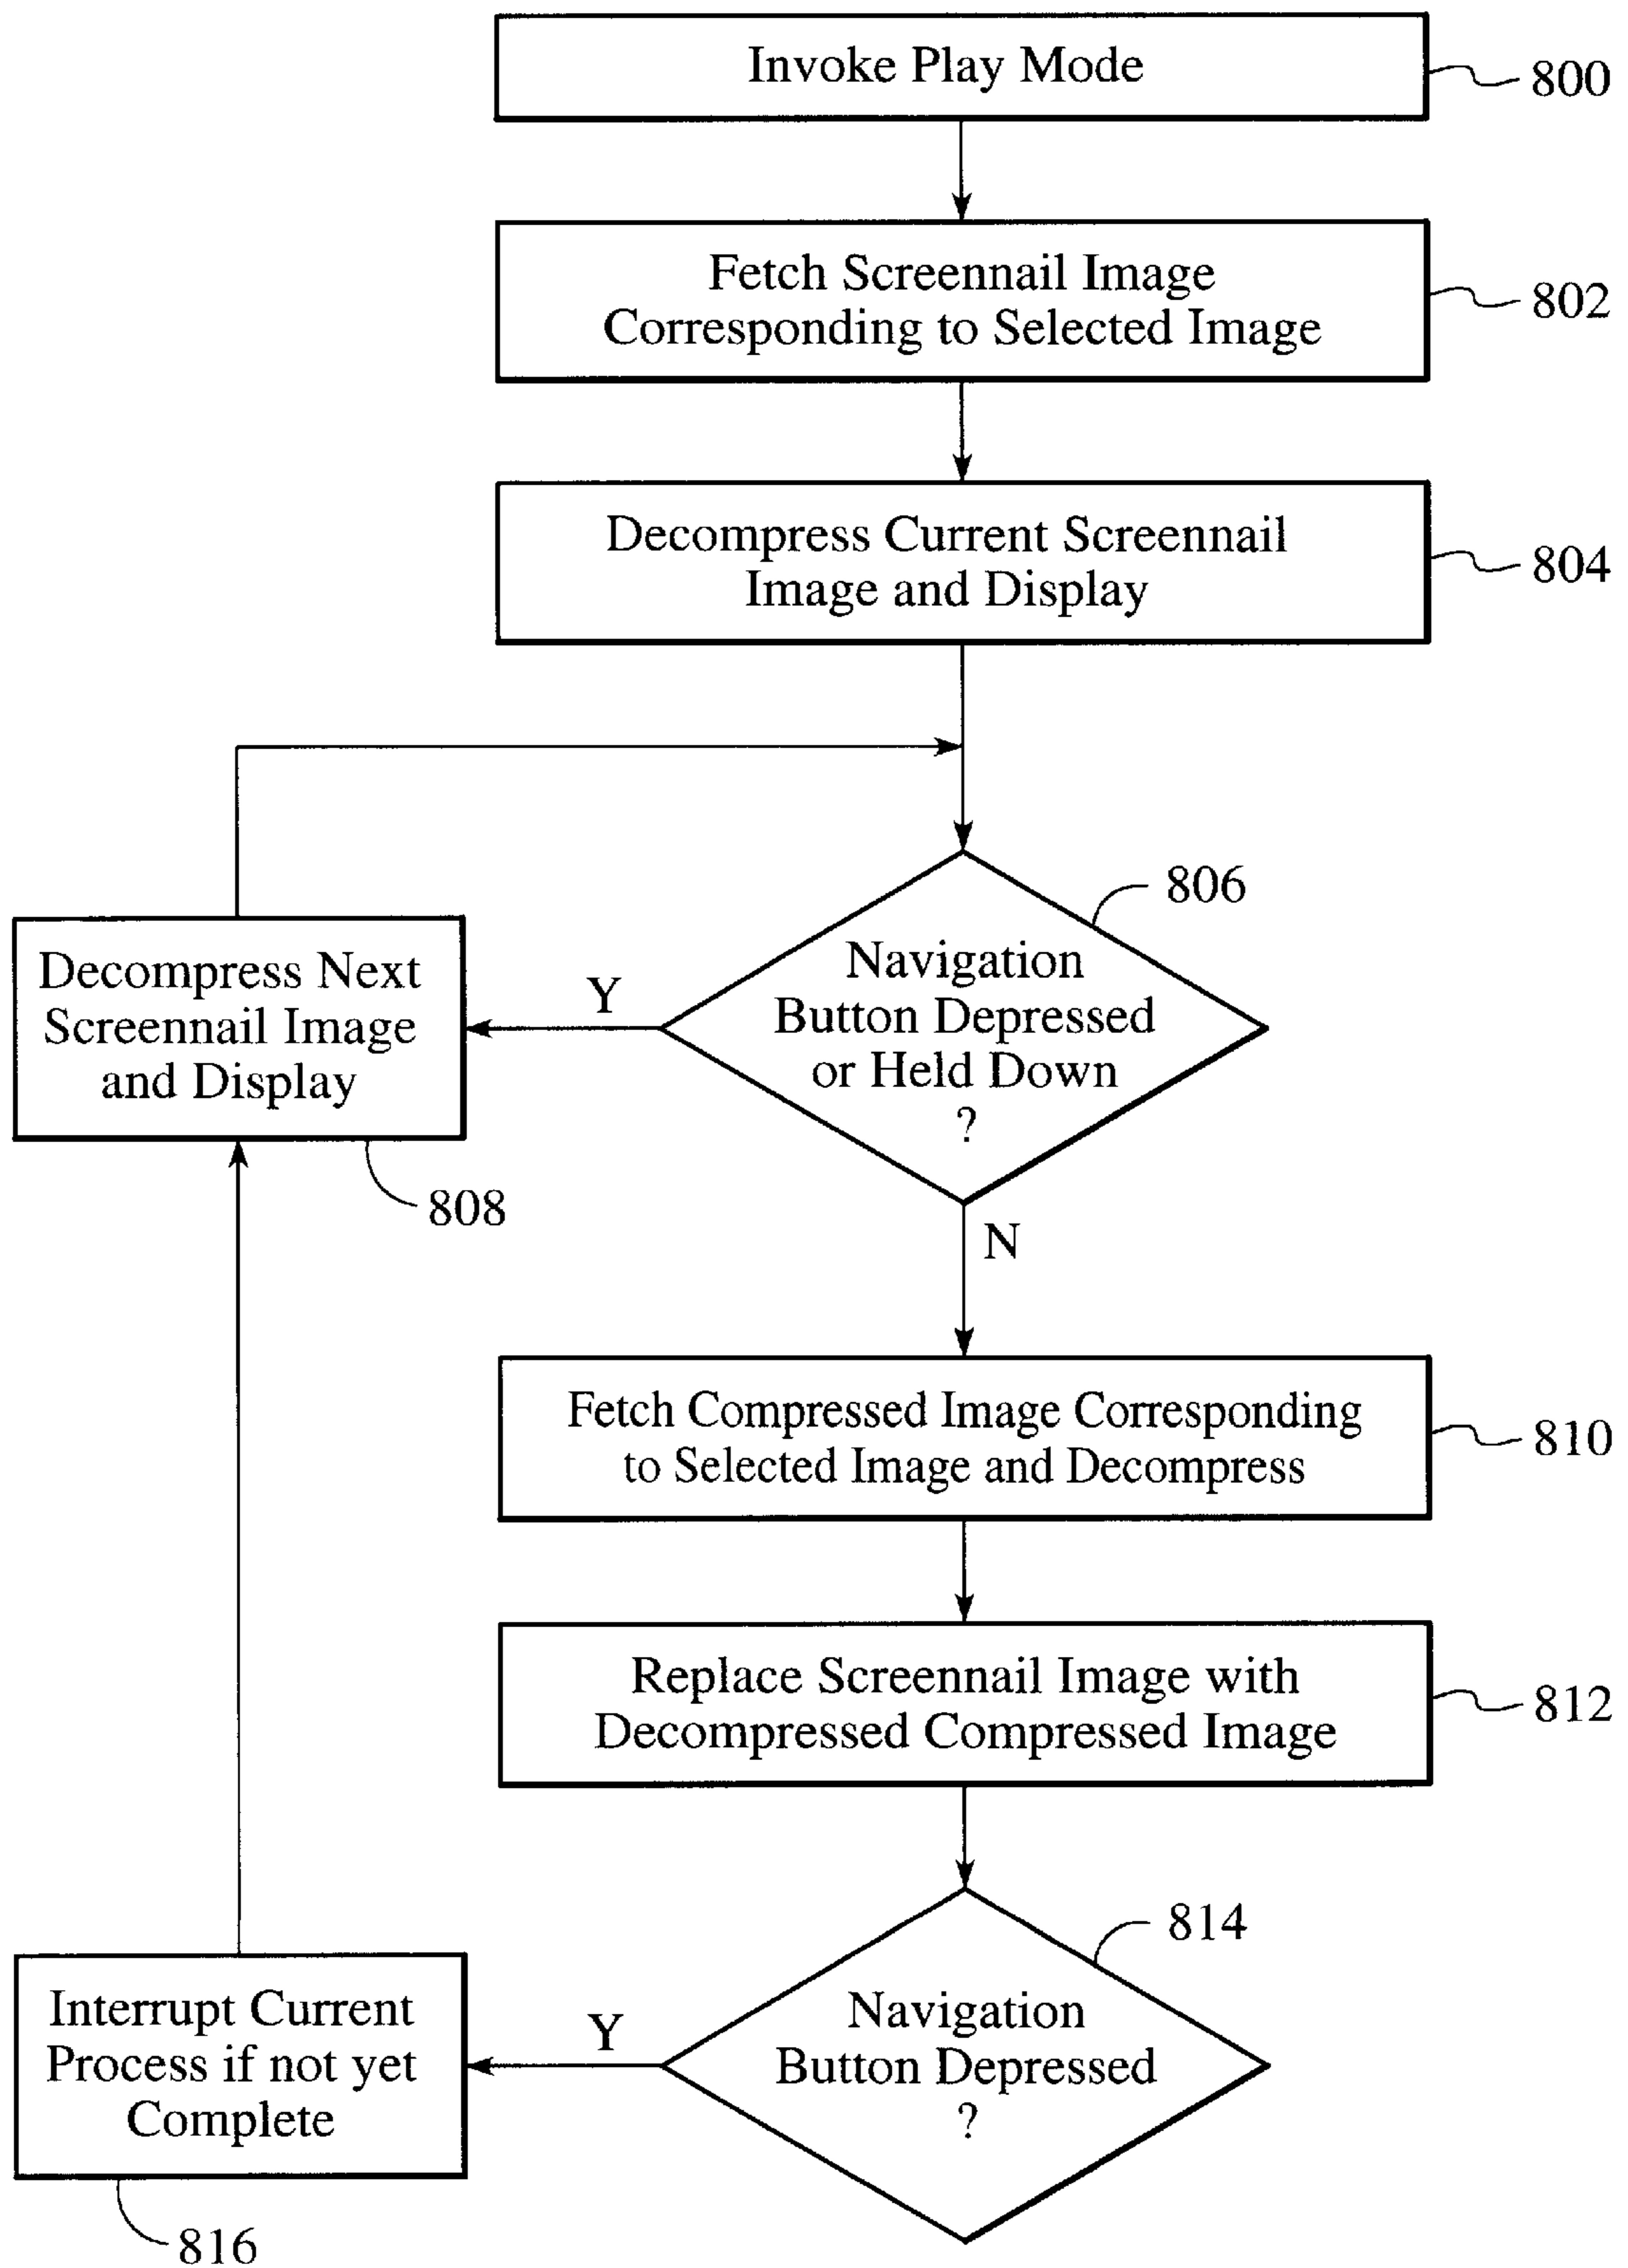 Invoke Play Mode
800
Fetch Screennail Image
Corresponding to Selected Image
802
Decompress Current Screennail
Image and Display
804
806
Navigation
Button Depressed
or Held Down
?
Y
Decompress Next
Screennail Image
and Display
808
N
Fetch Compressed Image Corresponding
to Selected Image and Decompress
810
Replace Screennail Image with
Decompressed Compressed Image
812
814
Navigation
Button Depressed
?
Y
Interrupt Current
Process if not yet
Complete
816